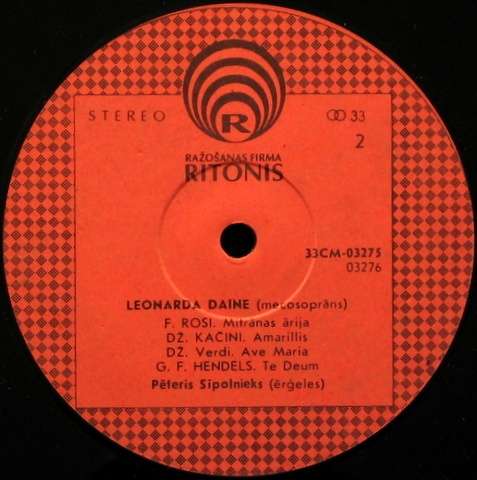 STEREO
R
33
2
RAŽOŠANAS FIRMA
RITONIS
33CM-03275
03276
LEONARDA DAINE (mecosoprāns)
F. ROSI. Mitrānas ārija
DŽ. KAČINI. Amarillis
DŽ. Verdi. Ave Maria
G. F. HENDELS. Te Deum
Pēteris Sīpolnieks (ērģeles)